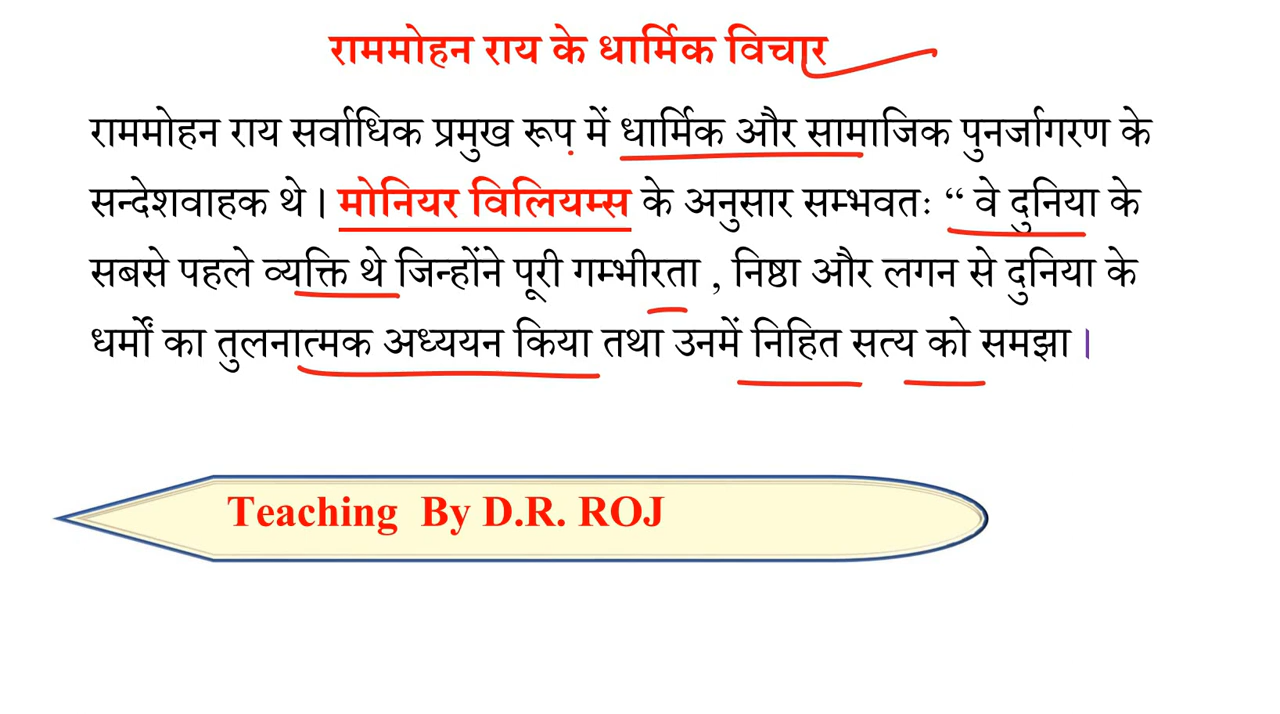 राममोहन राय के धार्मिक विचार
राममोहन राय सर्वाधिक प्रमुख रूप में धार्मिक और सामाजिक पुनर्जागरण के
सन्देशवाहक थे। मोनियर विलियम्स के अनुसार सम्भवतः “ वे दुनिया के
सबसे पहले व्यक्ति थे जिन्होंने पूरी गम्भीरता , निष्ठा और लगन से दुनिया के
धर्मों का तुलनात्मक अध्ययन किया तथा उनमें निहित सत्य को समझा।
Teaching By D.R. ROJ